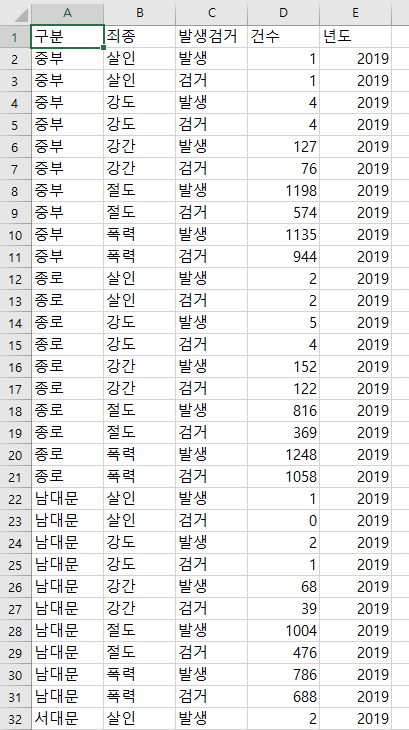 A B C D E
1 구분 죄종 발생검거 건수 년도
2 중부 살인 발생 1 2019
3 중부 살인 검거 1 2019
4 중부 강도 발생 4 2019
5 중부 강도 검거 4 2019
6 중부 강간 발생 127 2019
7 중부 강간 검거 76 2019
8 중부 절도 발생 1198 2019
9 중부 절도 검거 574 2019
10 중부 폭력 발생 1135 2019
11 중부 폭력 검거 944 2019
12 종로 살인 발생 2 2019
13 종로 살인 검거 2 2019
14 종로 강도 발생 5 2019
15 종로 강도 검거 4 2019
16 종로 강간 발생 152 2019
17 종로 강간 검거 122 2019
18 종로 절도 발생 816 2019
19 종로 절도 검거 369 2019
20 종로 폭력 발생 1248 2019
21 종로 폭력 검거 1058 2019
22 남대문 살인 발생 1 2019
23 남대문 살인 검거 0 2019
24 남대문 강도 발생 2 2019
25 남대문 강도 검거 1 2019
26 남대문 강간 발생 68 2019
27 남대문 강간 검거 39 2019
28 남대문 절도 발생 1004 2019
29 남대문 절도 검거 476 2019
30 남대문 폭력 발생 786 2019
31 남대문 폭력 검거 688 2019
32 서대문 살인 발생 2 2019